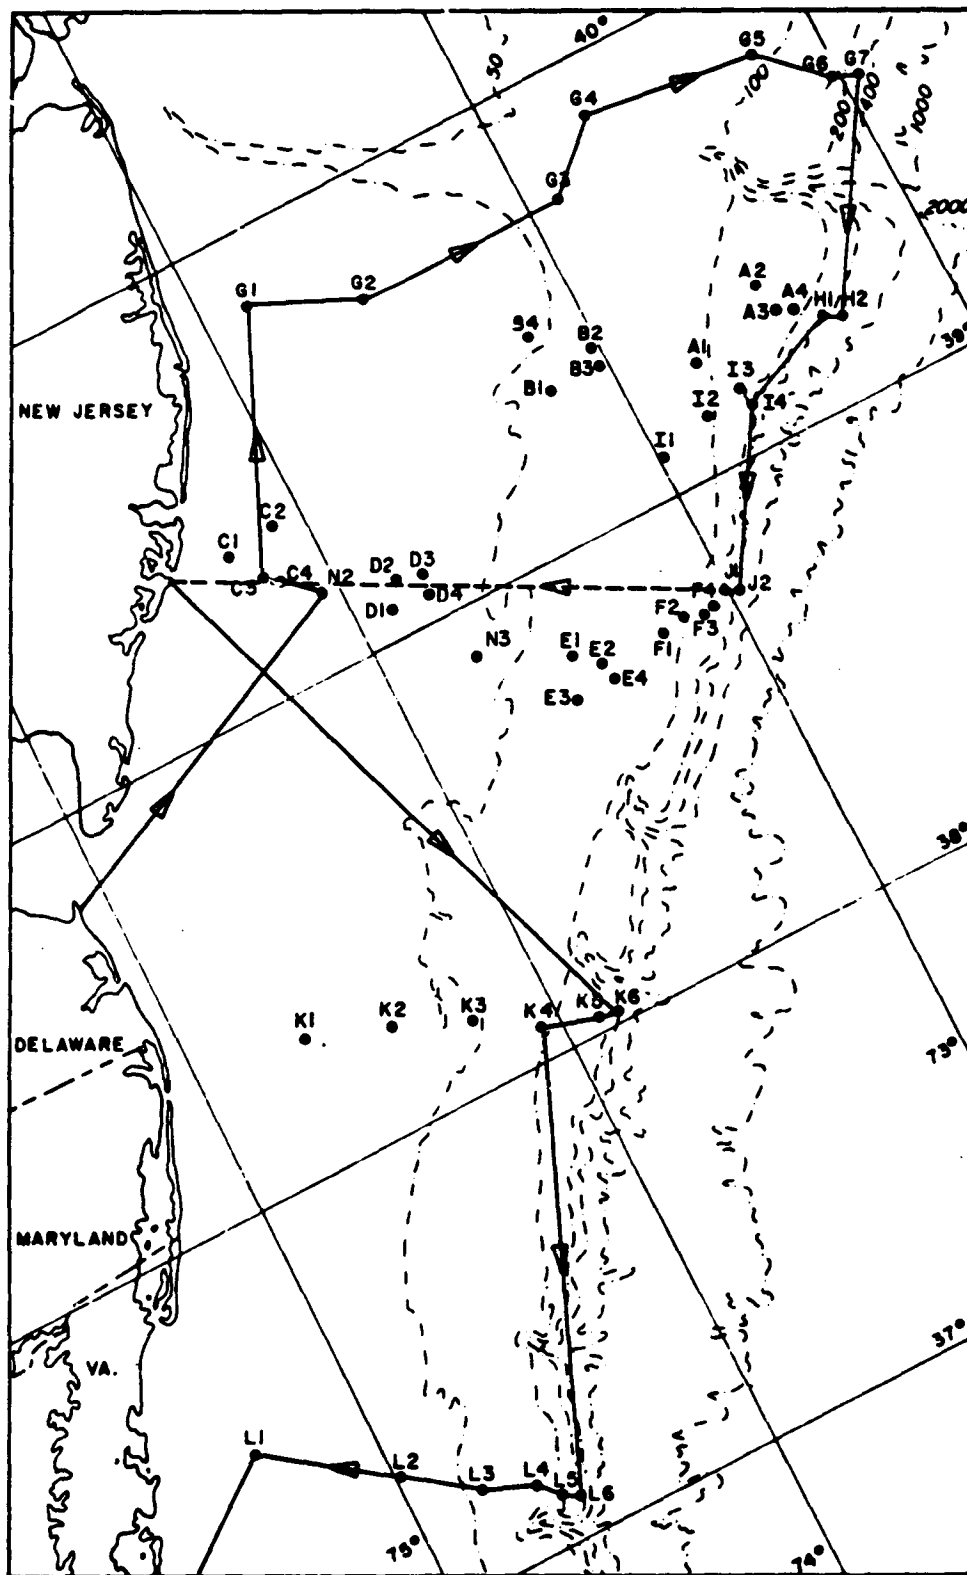 40°
50
G5
G6
G7
100
200
400
1000
G4
G3
2000
A2
A4
G1
G2
A3
H1
H2
B4
B2
39°
B3
A1
I3
B1
I2
I4
NEW JERSEY
I1
C2
C1
D3
D2
N2
C4
C3
J1
J2
D4
F4
D1
F2
F3
N3
E1
E2
F1
E4
E3
38°
K6
K5
K1
K2
K3
K4
DELAWARE
73°
MARYLAND
37°
VA.
L1
L2
L3
L4
L5
L6
75°
74°